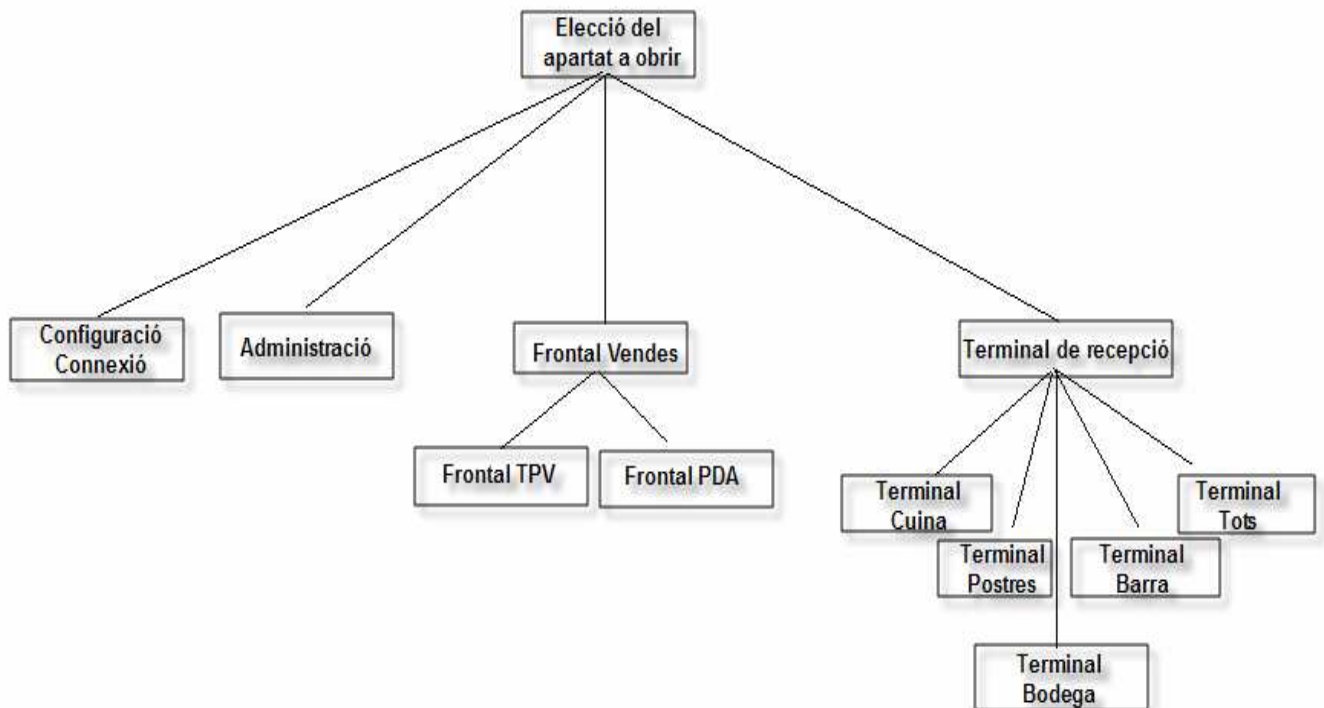 Elecció del
apartat a obrir
Configuració
Connexió
Administració
Frontal Vendes
Terminal de recepció
Frontal TPV
Frontal PDA
Terminal
Cuina
Terminal
Postres
Terminal
Bodega
Terminal
Barra
Terminal
Tots